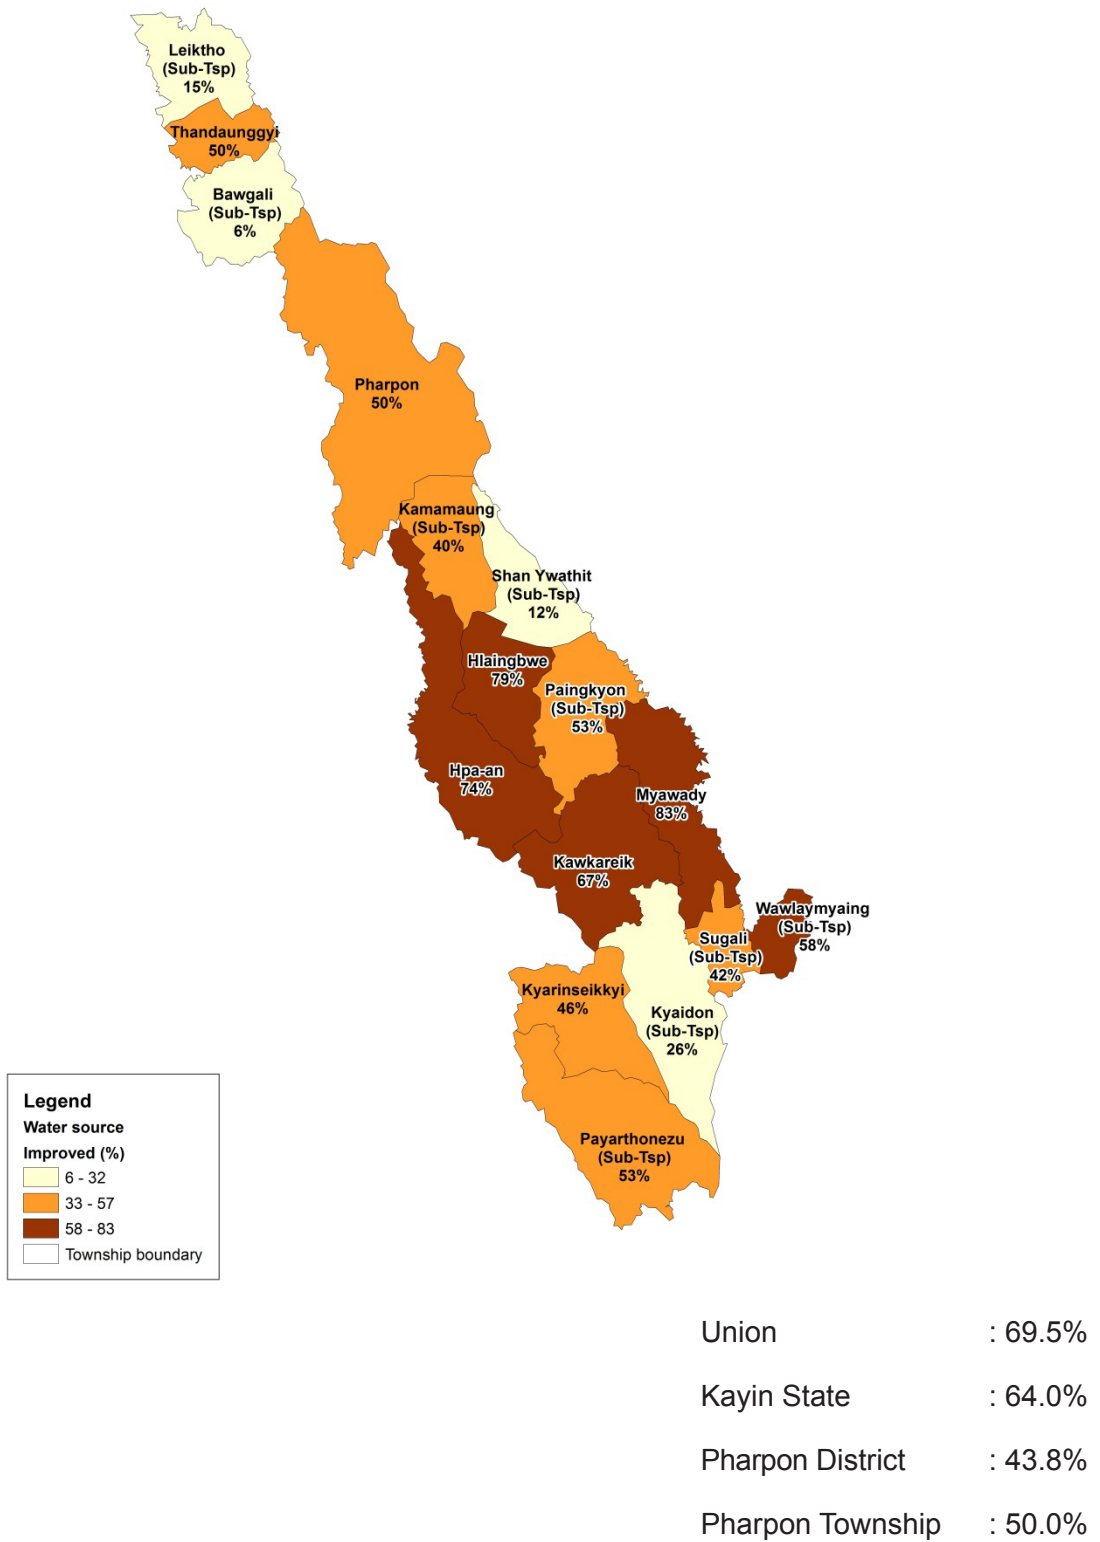 Leiktho
(Sub-Tsp)
15%
Thandaunggyi
50%
Bawgali
(Sub-Tsp)
6%
Pharpon
50%
Kamamaung
(Sub-Tsp)
40%
Shan Ywathit
(Sub-Tsp)
12%
Hlaingbwe
79%
Paingkyon
(Sub-Tsp)
53%
Hpa-an
74%
Myawady
83%
Kawkareik
67%
Wawlaymyaing
(Sub-Tsp)
58%
Sugali
(Sub-Tsp)
42%
Kyarinseikkyi
46%
Kyaidon
(Sub-Tsp)
26%
Payarthonezu
(Sub-Tsp)
53%
Legend
Water source
Improved (%)
6 - 32
33 - 57
58 - 83
Township boundary
Union : 69.5%
Kayin State : 64.0%
Pharpon District : 43.8%
Pharpon Township : 50.0%